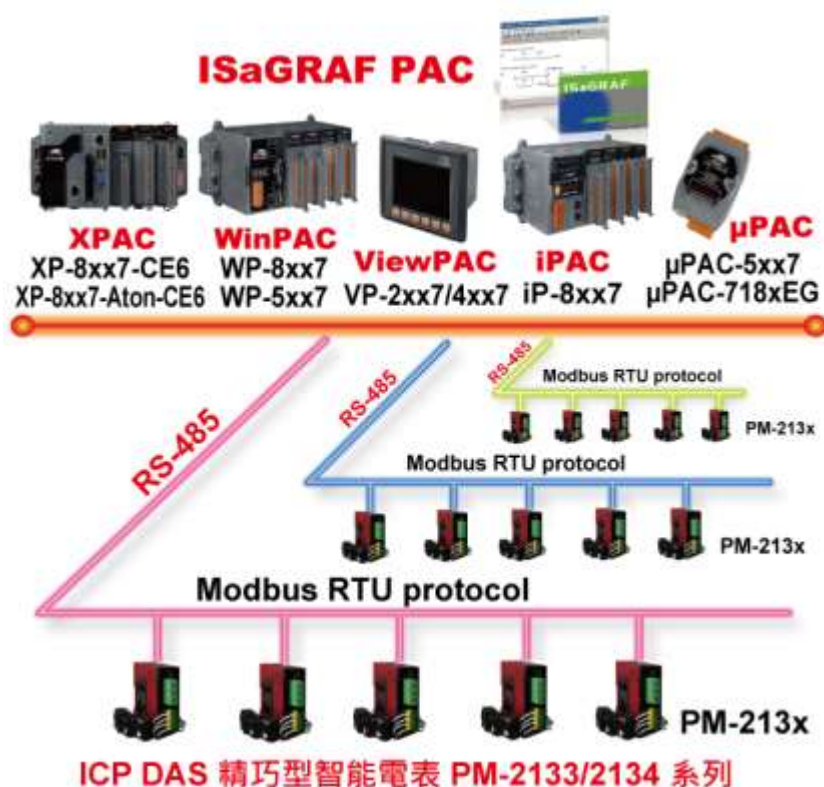 ISaGRAF PAC
ISaGRAF
XPAC
XP-8xx7-CE6
XP-8xx7-Aton-CE6
WinPAC
WP-8xx7
WP-5xx7
ViewPAC
VP-2xx7/4xx7
iPAC
iP-8xx7
μPAC
μPAC-5xx7
μPAC-718xEG
RS-485
Modbus RTU protocol
PM-213x
RS-485
Modbus RTU protocol
PM-213x
RS-485
Modbus RTU protocol
PM-213x
ICP DAS 精巧型智能電表 PM-2133/2134 系列